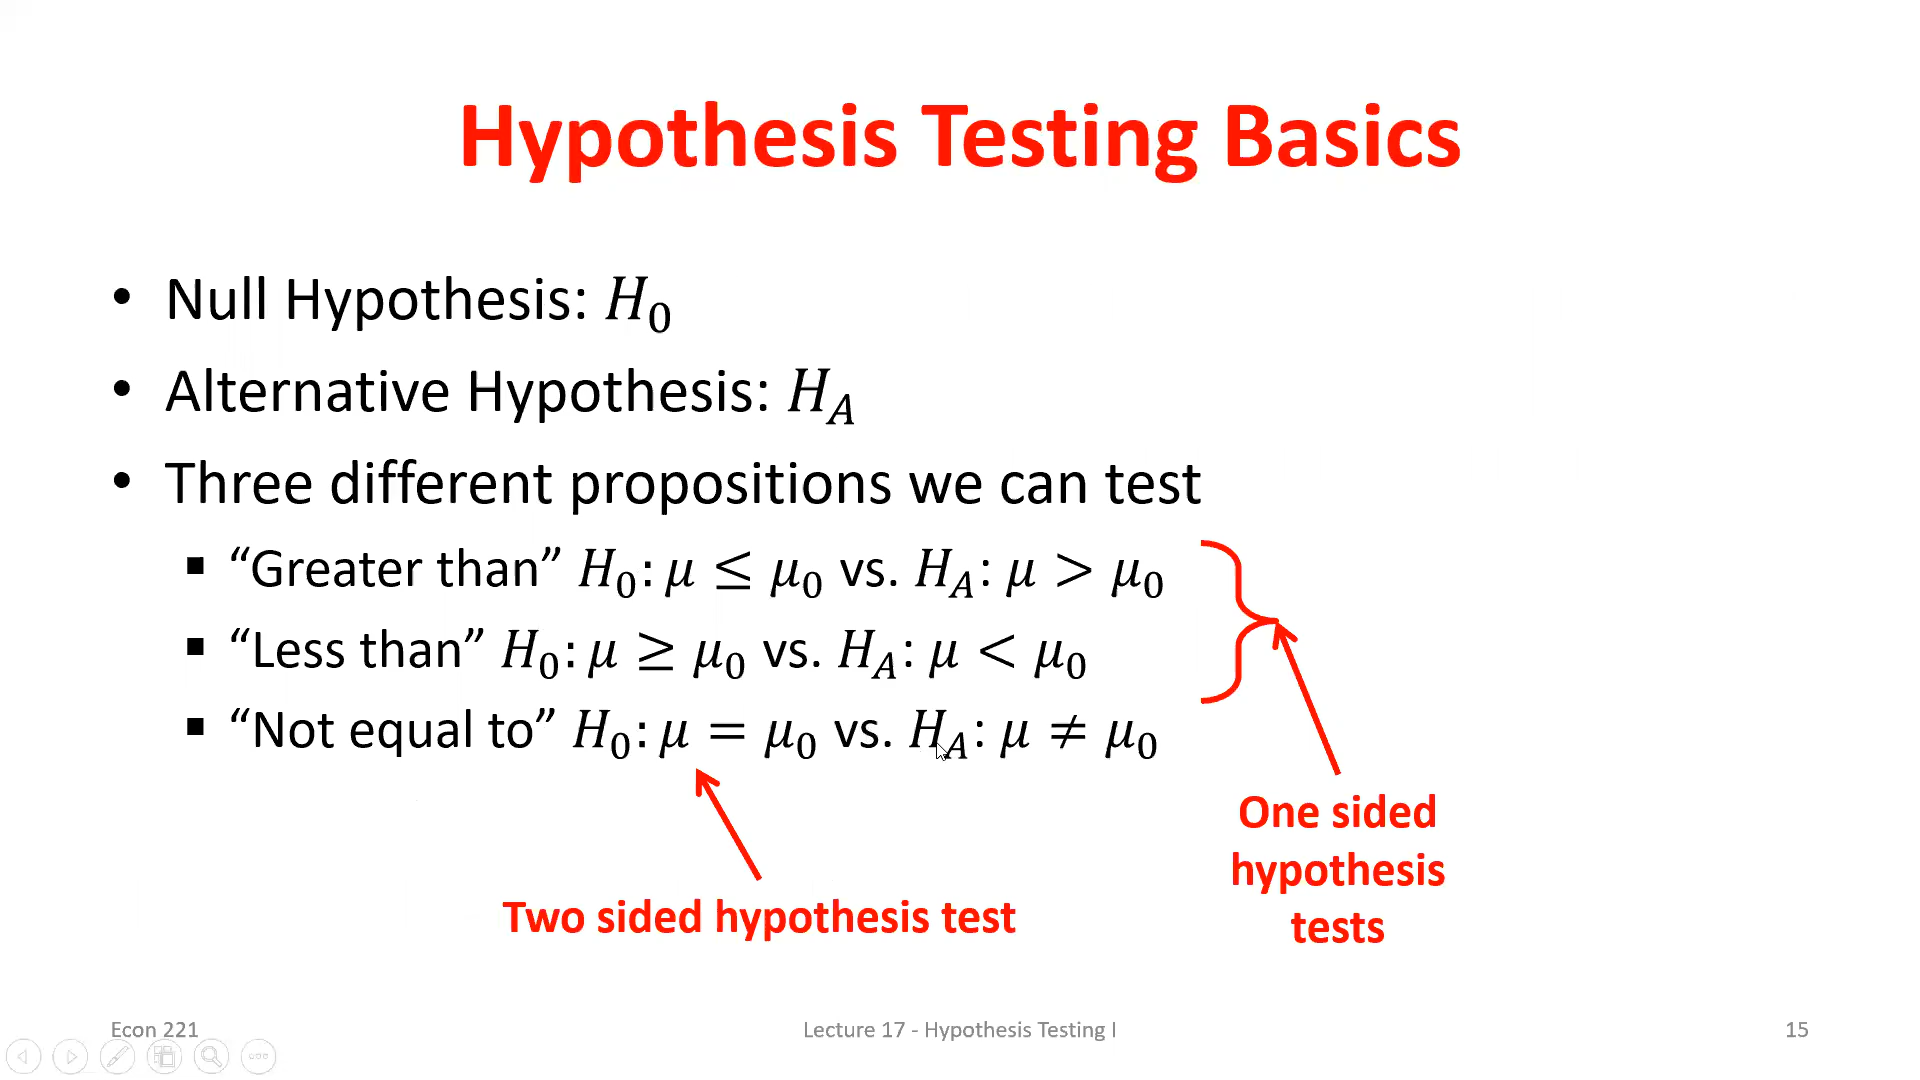 Hypothesis Testing Basics
• Null Hypothesis: H₀
• Alternative Hypothesis: H_A
• Three different propositions we can test
▪ “Greater than” H₀: μ ≤ μ₀ vs. H_A: μ > μ₀
▪ “Less than” H₀: μ ≥ μ₀ vs. H_A: μ < μ₀
▪ “Not equal to” H₀: μ = μ₀ vs. H_A: μ ≠ μ₀
One sided
hypothesis
tests
Two sided hypothesis test
Econ 221
Lecture 17 - Hypothesis Testing I
15